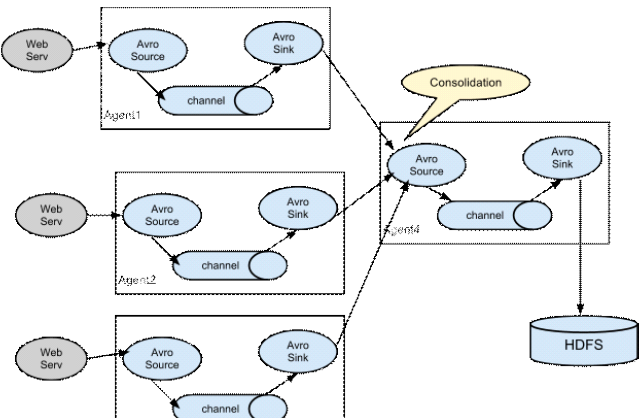 Web
Serv
Avro
Source
Avro
Sink
channel
Agent1
Consolidation
Web
Serv
Avro
Source
Avro
Sink
channel
Agent2
Avro
Source
Avro
Sink
channel
Agent4
Web
Serv
Avro
Source
Avro
Sink
channel
HDFS